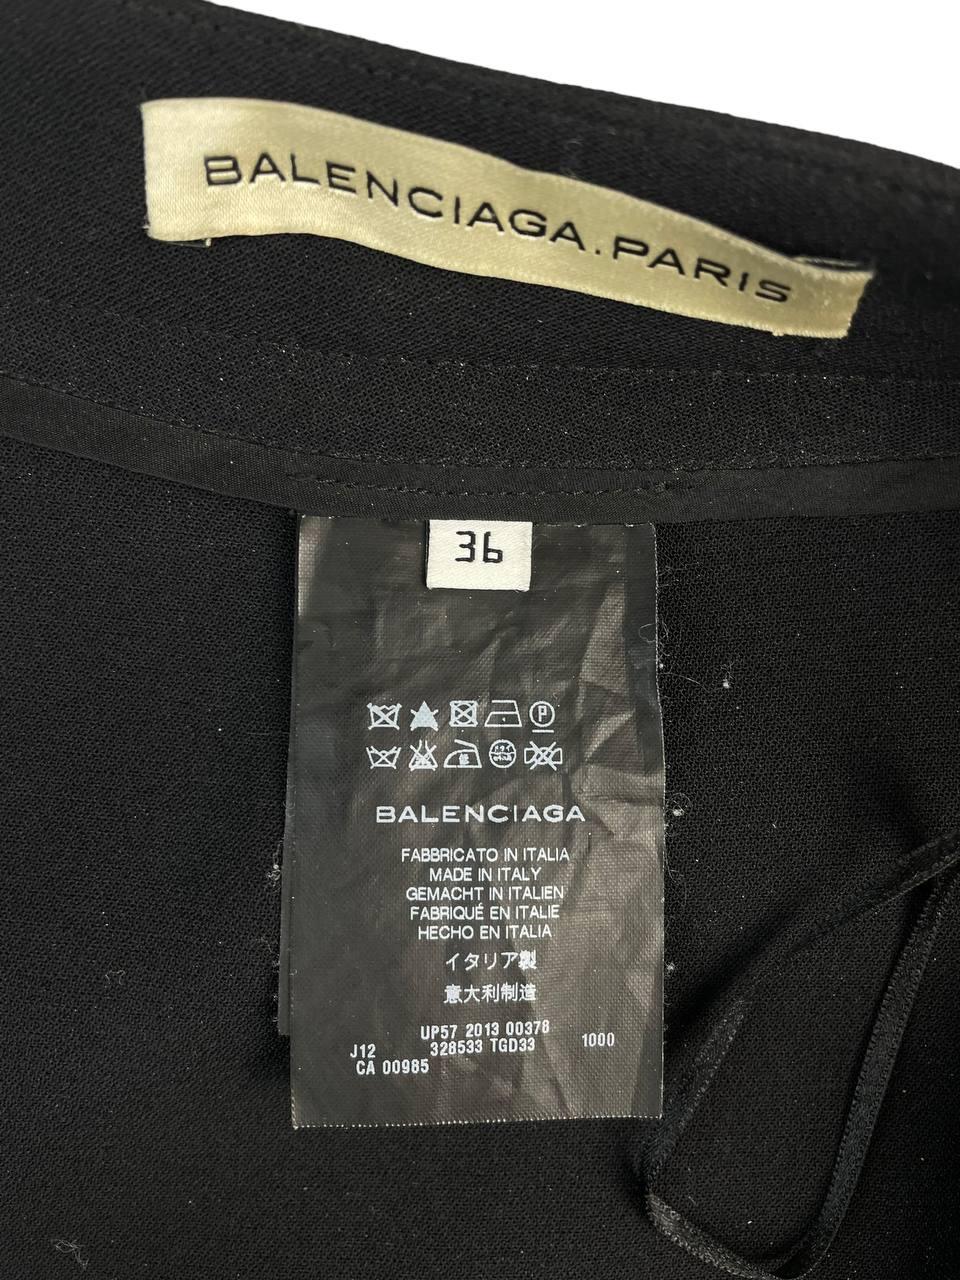 BALENCIAGA.PARIS
36
P
BALENCIAGA
FABBRICATO IN ITALIA
MADE IN ITALY
GEMACHT IN ITALIEN
FABRIQUÉ EN ITALIE
HECHO EN ITALIA
イタリア製
意大利制造
UP57 2013 00378
J12 328533 TGD33 1000
CA 00985